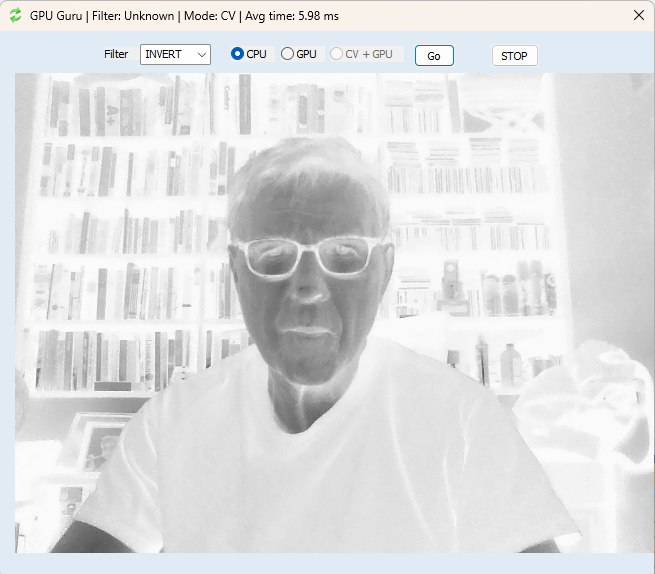 GPU Guru | Filter: Unknown | Mode: CV | Avg time: 5.98 ms
Filter INVERT CPU GPU CV + GPU Go STOP